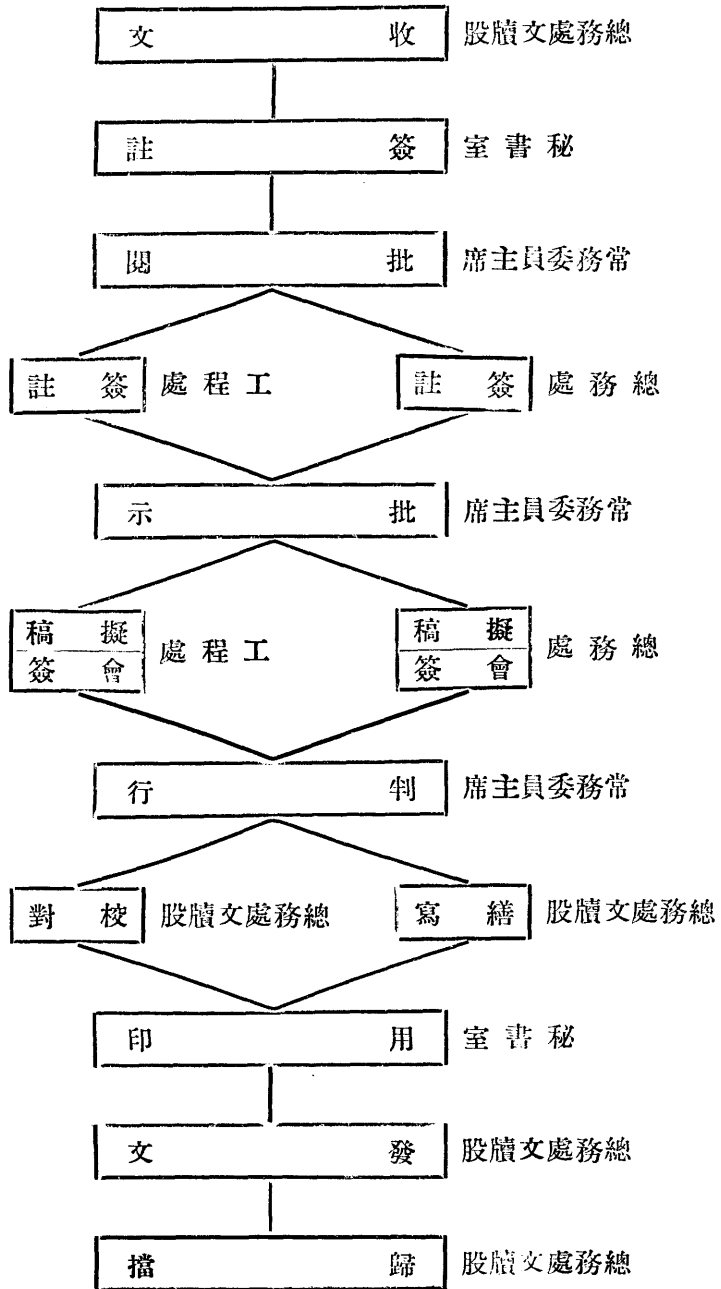 收文 總務處文牘股
簽註 秘書室
批閱 常務委員主席
簽註 總務處 簽註 工程處
批示 常務委員主席
擬稿 會簽 總務處 擬稿 會簽 工程處
判行 常務委員主席
繕寫 總務處文牘股 校對 總務處文牘股
用印 秘書室
發文 總務處文牘股
歸擋 總務處文牘股